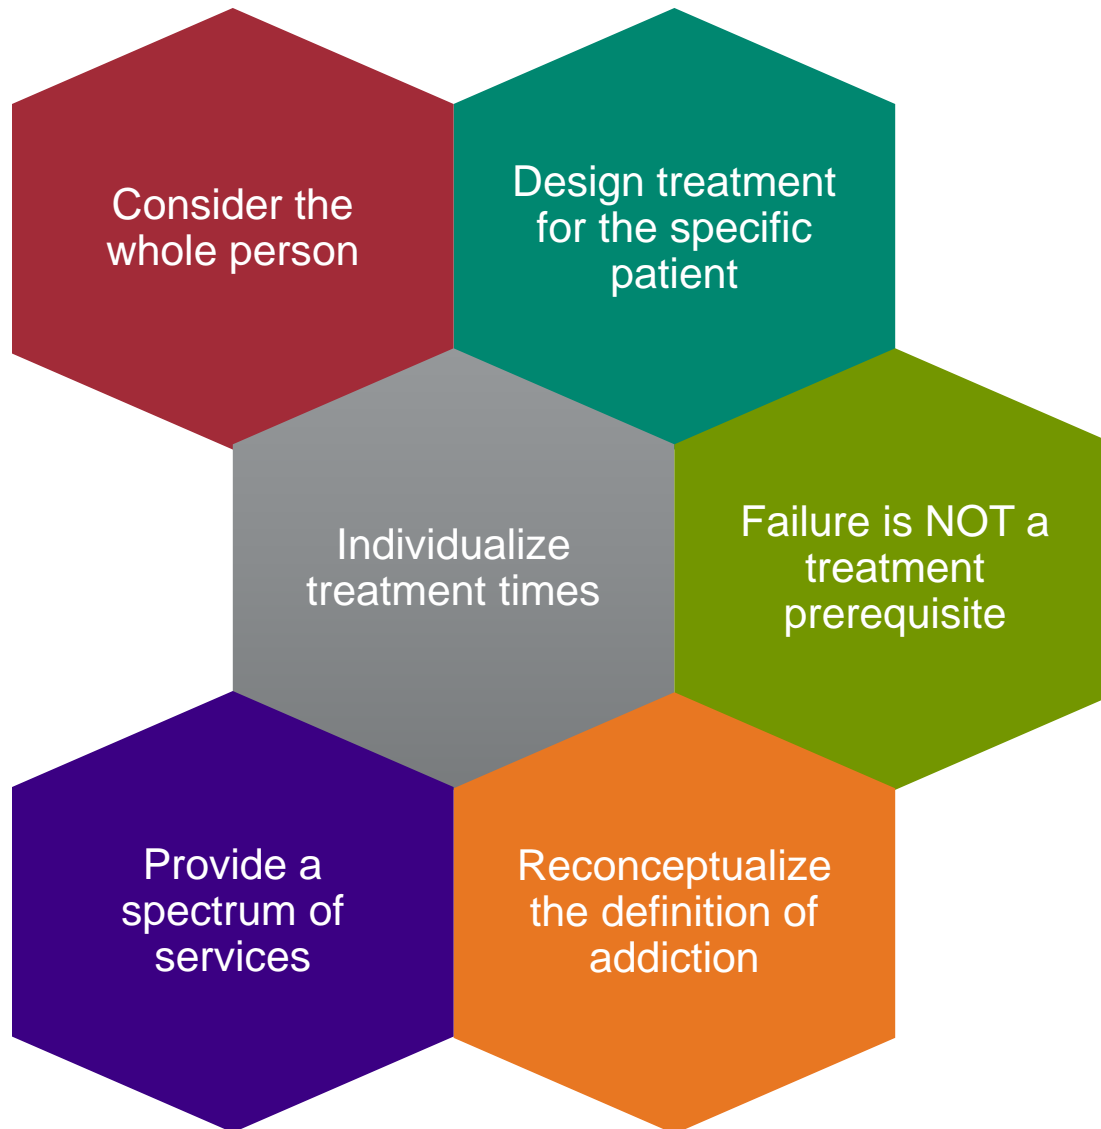 Consider the
whole person
Design treatment
for the specific
patient
Individualize
treatment times
Failure is NOT a
treatment
prerequisite
Provide a
spectrum of
services
Reconceptualize
the definition of
addiction